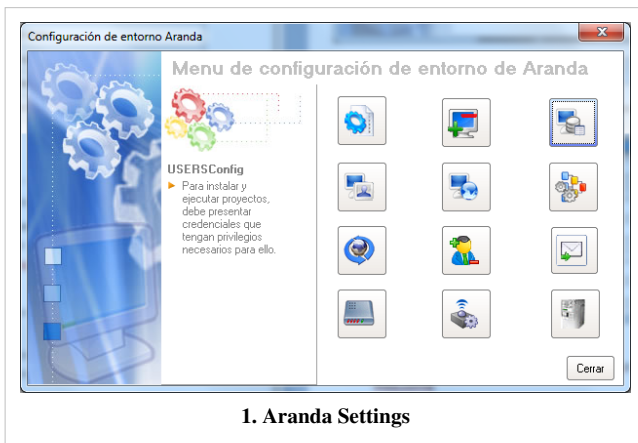 Configuración de entorno Aranda
Menu de configuración de entorno de Aranda
USERSConfig
Para instalar y
ejecutar proyectos,
debe presentar
credenciales que
tengan privilegios
necesarios para ello.
Cerrar
1. Aranda Settings